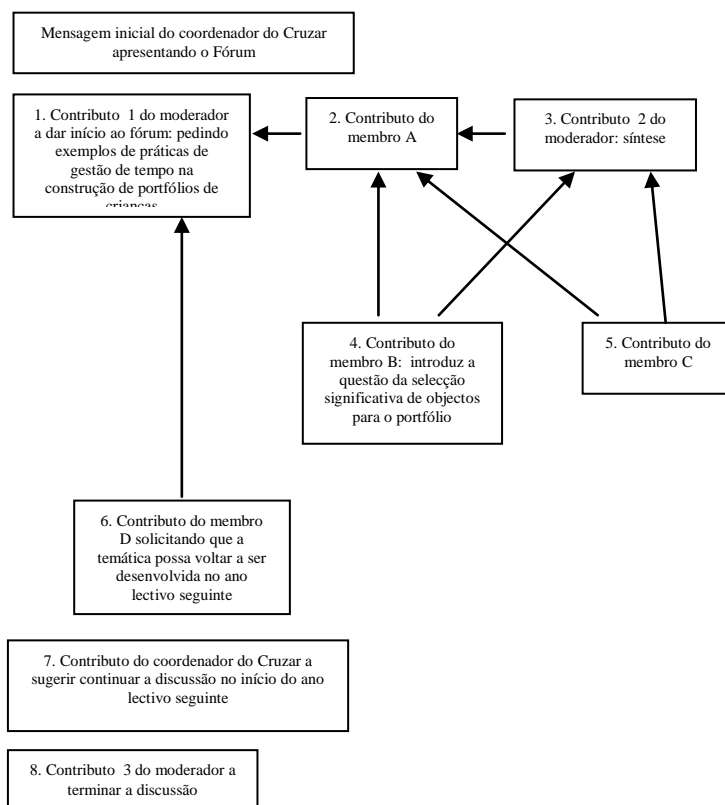 Mensagem inicial do coordenador do Cruzar
apresentando o Fórum
1. Contributo 1 do moderador
a dar início ao fórum: pedindo
exemplos de práticas de
gestão de tempo na
construção de portfólios de
crianças
2. Contributo do
membro A
3. Contributo 2 do
moderador: síntese
4. Contributo do
membro B: introduz a
questão da selecção
significativa de objectos
para o portfólio
5. Contributo do
membro C
6. Contributo do membro
D solicitando que a
temática possa voltar a ser
desenvolvida no ano
lectivo seguinte
7. Contributo do coordenador do Cruzar a
sugerir continuar a discussão no início do ano
lectivo seguinte
8. Contributo 3 do moderador a
terminar a discussão